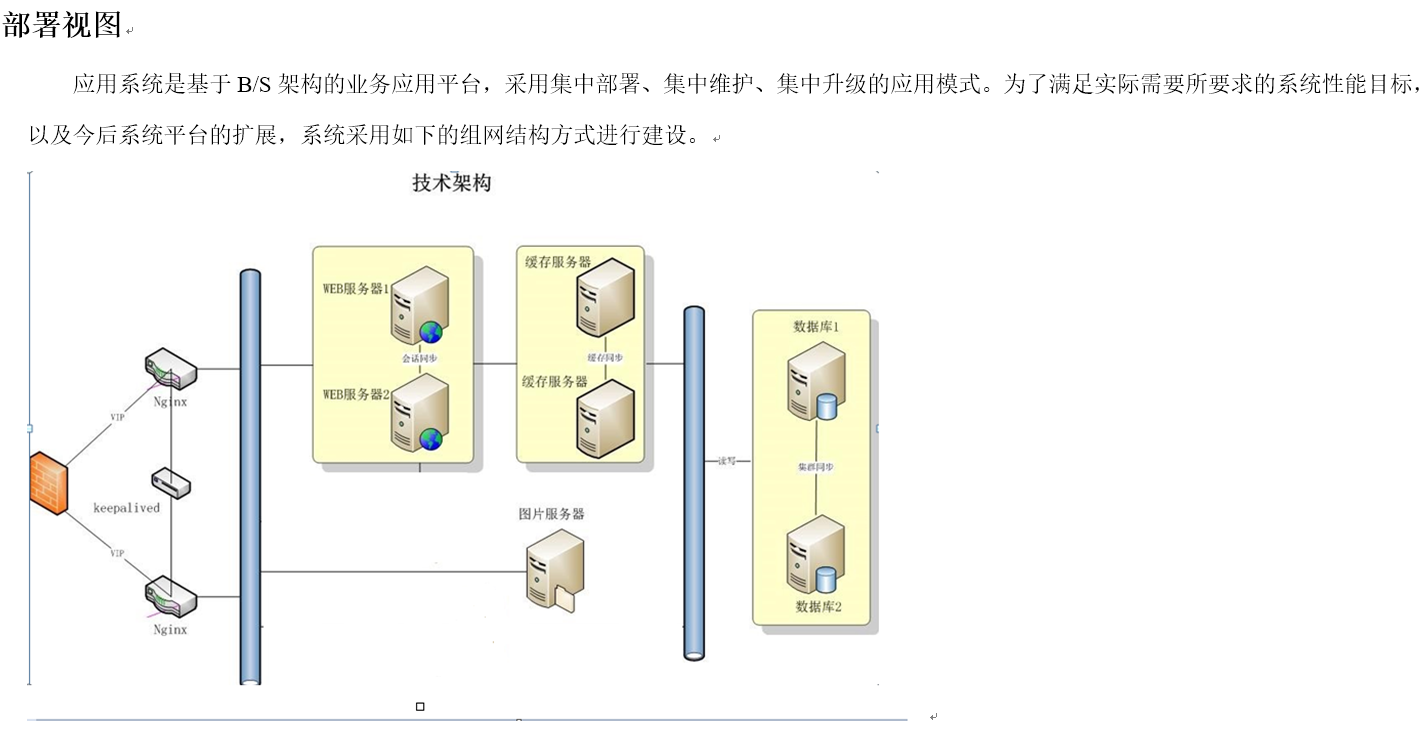 部署视图
应用系统是基于 B/S 架构的业务应用平台，采用集中部署、集中维护、集中升级的应用模式。为了满足实际需要所要求的系统性能目标，
以及今后系统平台的扩展，系统采用如下的组网结构方式进行建设。
技术架构
缓存服务器
WEB服务器1
数据库1
会话同步
缓存同步
缓存服务器
WEB服务器2
Nginx
VIP
读写
集群同步
keepalived
图片服务器
VIP
数据库2
Nginx